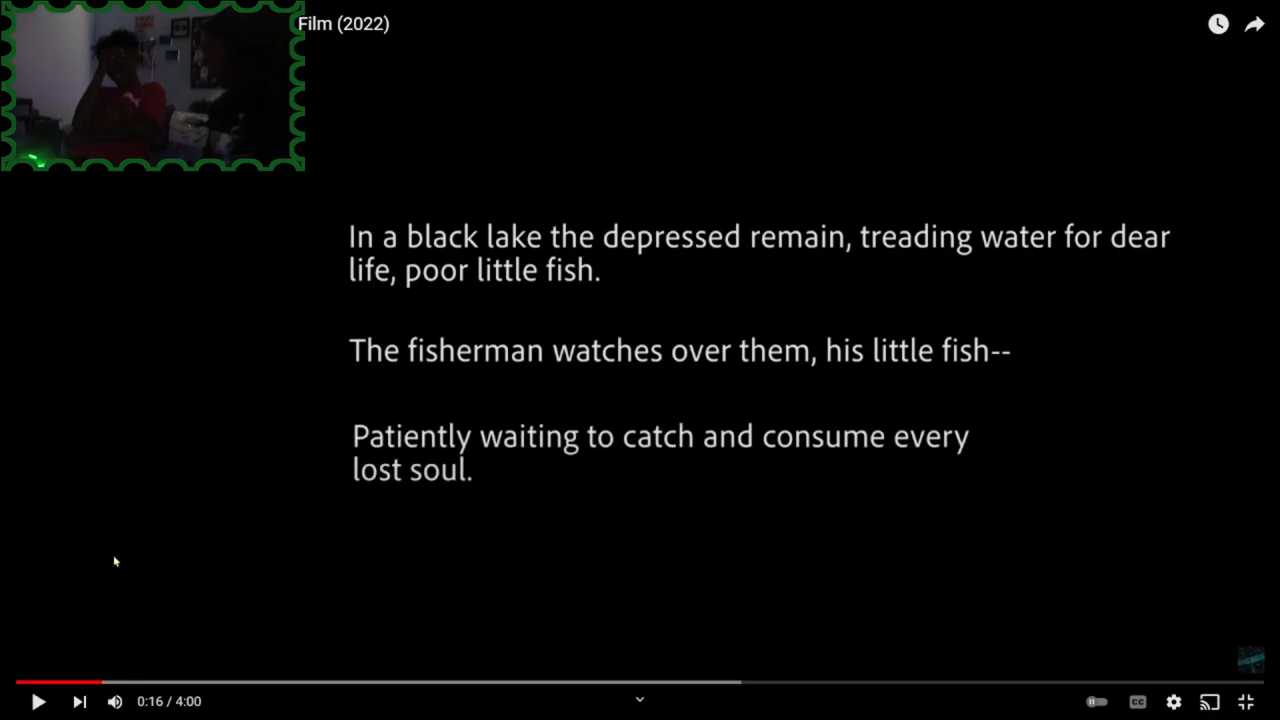 Film (2022)
In a black lake the depressed remain, treading water for dear
life, poor little fish.
The fisherman watches over them, his little fish--
Patiently waiting to catch and consume every
lost soul.
0:16 / 4:00
CC